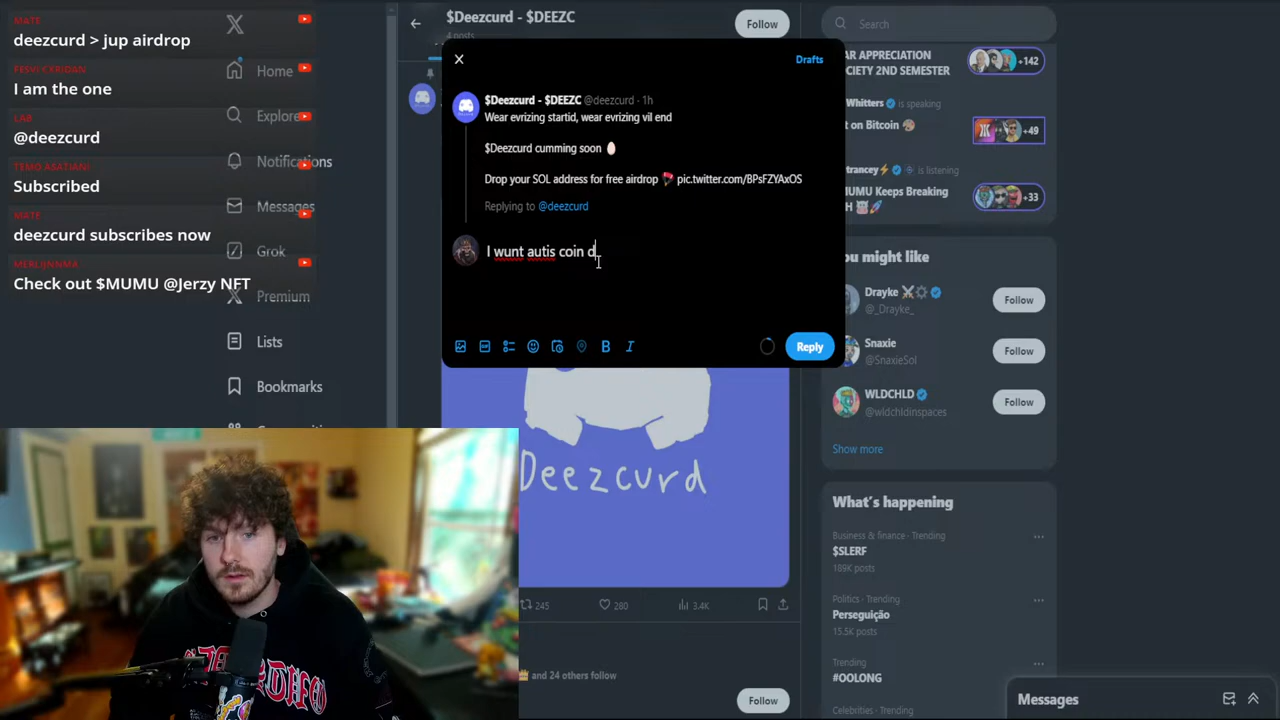 MATE
deezcurd > jup airdrop
I am the one
LAB
@deezcurd
TEMO ASATIANI
Subscribed
MATE
deezcurd subscribes now
MERLIJNNMA
Check out $MUMU @Jerzy NFT
Home
Explore
Notifications
Messages
Grok
Premium
Lists
Bookmarks
$Deezcurd - $DEEZC
4 posts
Follow
Drafts
$Deezcurd - $DEEZC @deezcurd · 1h
Wear evrizing startid, wear evrizing vil end
$Deezcurd cumming soon 🥚
Drop your SOL address for free airdrop 🪂 pic.twitter.com/BPsFZYAxOS
Replying to @deezcurd
I wunt autis coin d
B I
Reply
Deezcurd
245 280 3.4K
and 24 others follow
Follow
Search
AR APPRECIATION
CIETY 2ND SEMESTER
+142
Whitters is speaking
t on Bitcoin
+49
trancey⚡ is listening
MUMU Keeps Breaking
+33
You might like
Drayke ⚔️
@_Drayke_
Follow
Snaxie
@SnaxieSol
Follow
WLDCHLD
@wldchldinspaces
Follow
Show more
What's happening
Business & finance · Trending
$SLERF
189K posts
Politics · Trending
Perseguição
15.5K posts
Trending
#OOLONG
Celebrities · Trending
Messages